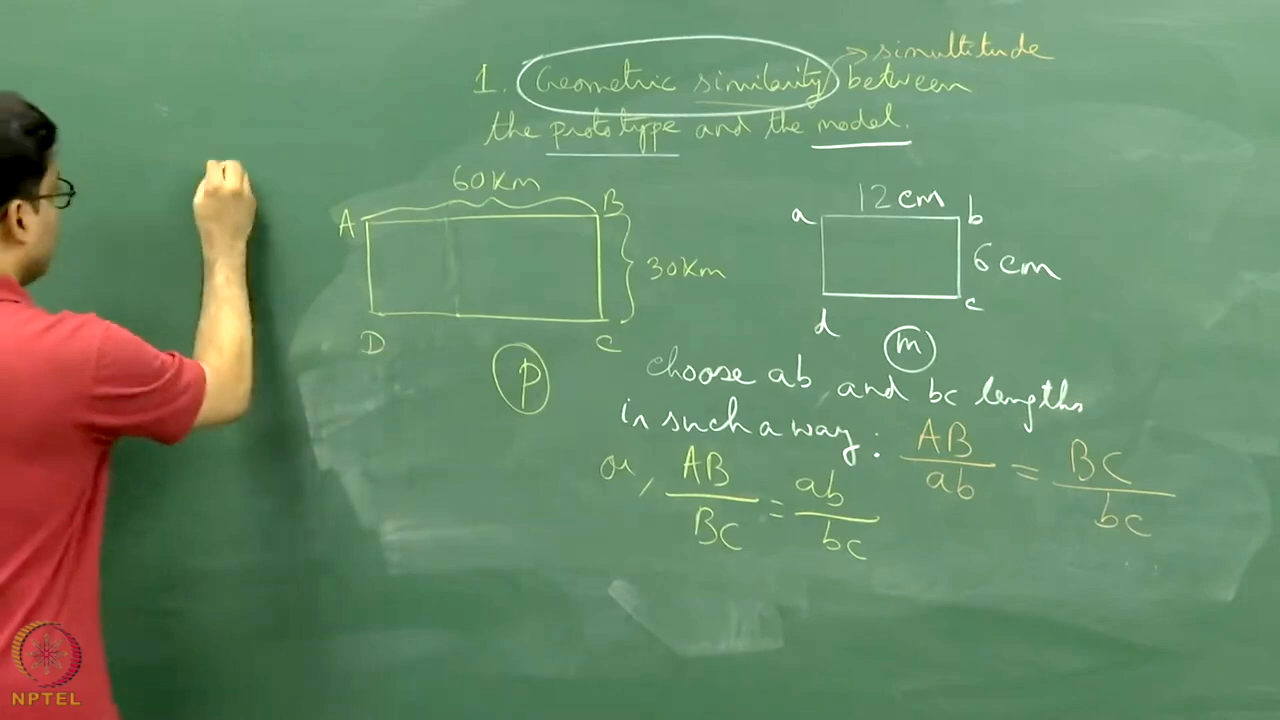 simultitude
1. Geometric similarity between
the prototype and the model.
60 Km
A B
30 Km
D C
P
12 cm
a b
6 cm
d c
m
choose ab and bc lengths
in such a way: AB/ab = BC/bc
or, AB/BC = ab/bc
NPTEL